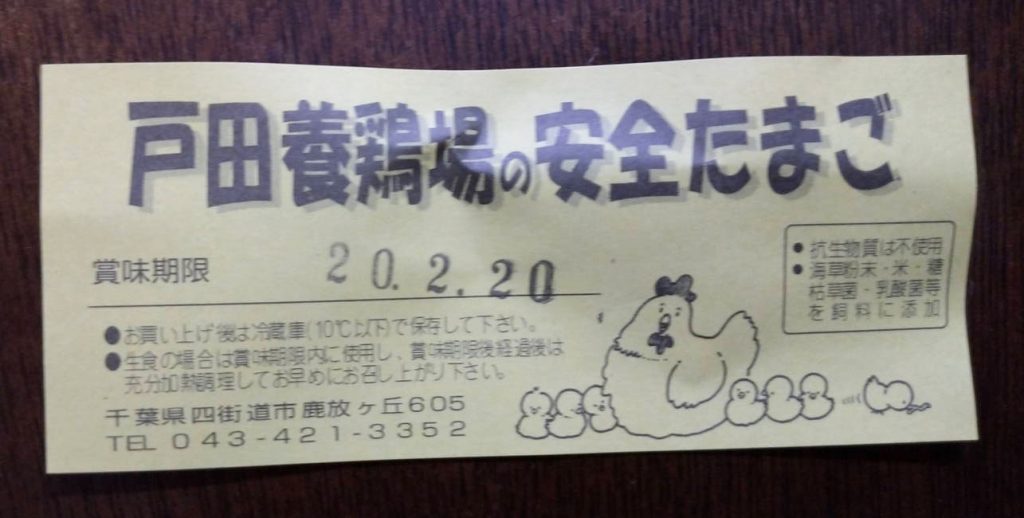 戸田養鶏場の安全たまご
賞味期限 20.2.20
●お買い上げ後は冷蔵庫(10℃以下)で保存して下さい。
●生食の場合は賞味期限内に使用し、賞味期限後経過後は
充分加熱調理してお早めにお召し上がり下さい。
千葉県四街道市鹿放ヶ丘605
TEL 043-421-3352
●抗生物質は不使用
●海草粉末・米・糖
枯草菌・乳酸菌等
を飼料に添加